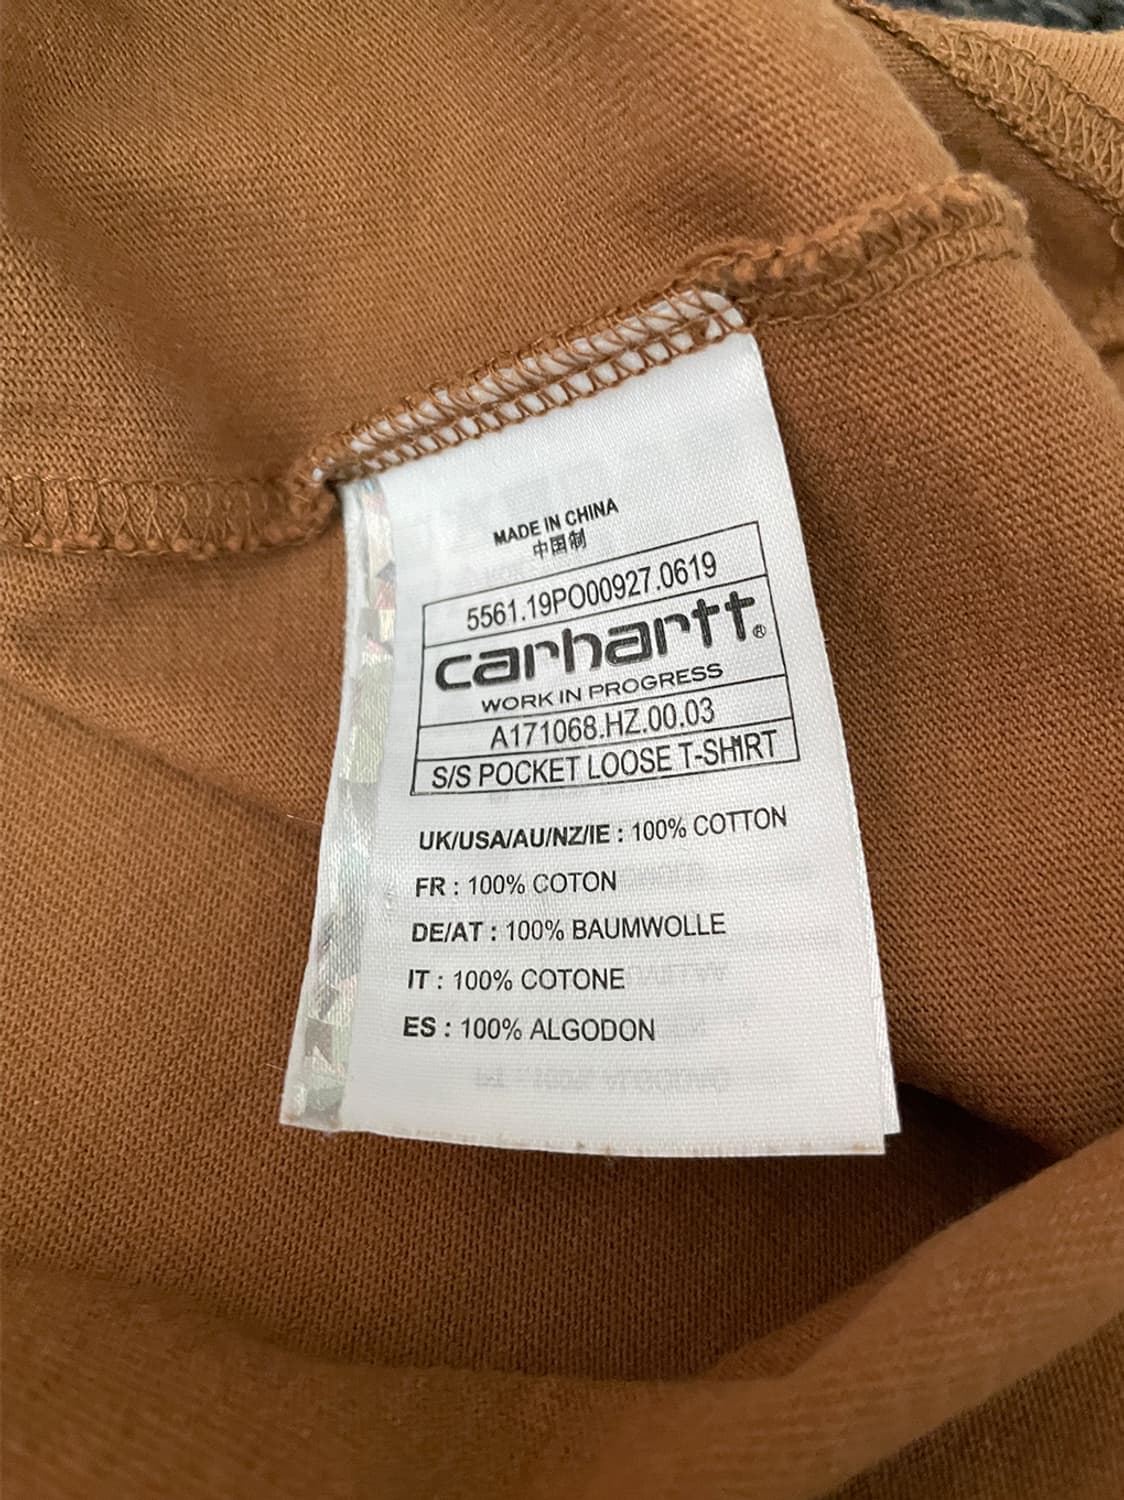 MADE IN CHINA
中国制
5561.19PO00927.0619
carhartt®
WORK IN PROGRESS
A171068.HZ.00.03
S/S POCKET LOOSE T-SHIRT
UK/USA/AU/NZ/IE : 100% COTTON
FR : 100% COTON
DE/AT : 100% BAUMWOLLE
IT : 100% COTONE
ES : 100% ALGODON